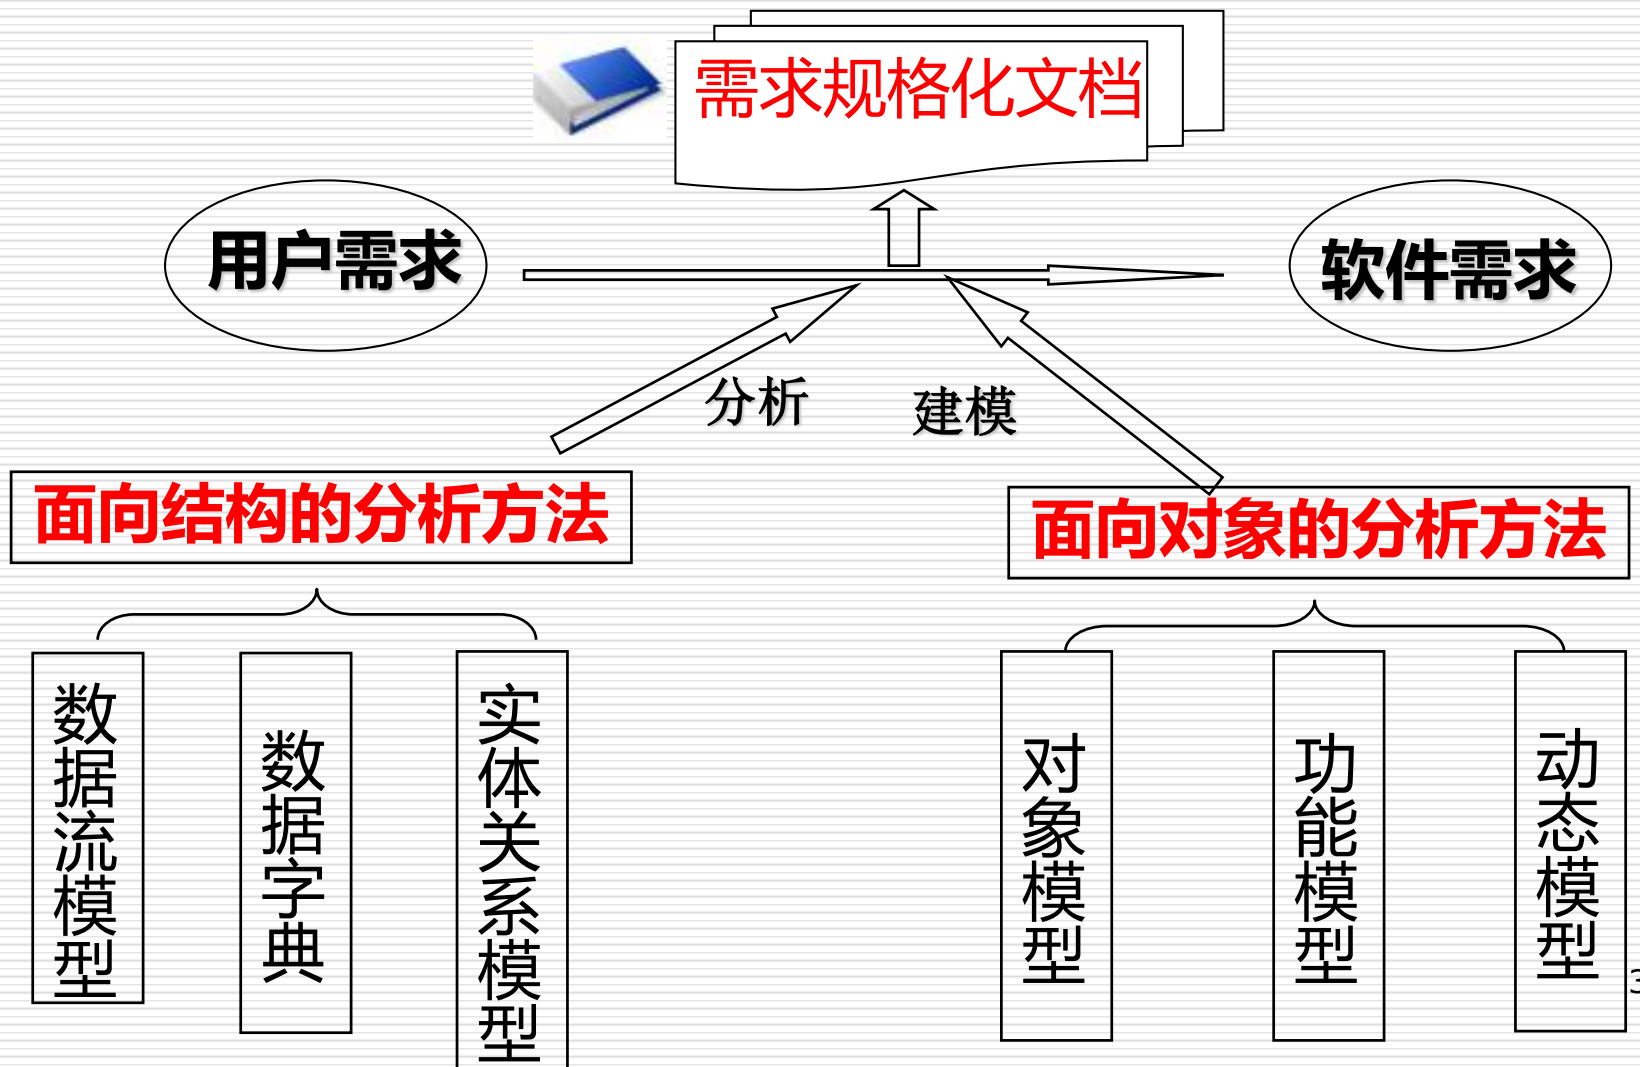 需求规格化文档
用户需求
软件需求
分析
建模
面向结构的分析方法
面向对象的分析方法
数据流模型
数据字典
实体关系模型
对象模型
功能模型
动态模型
3